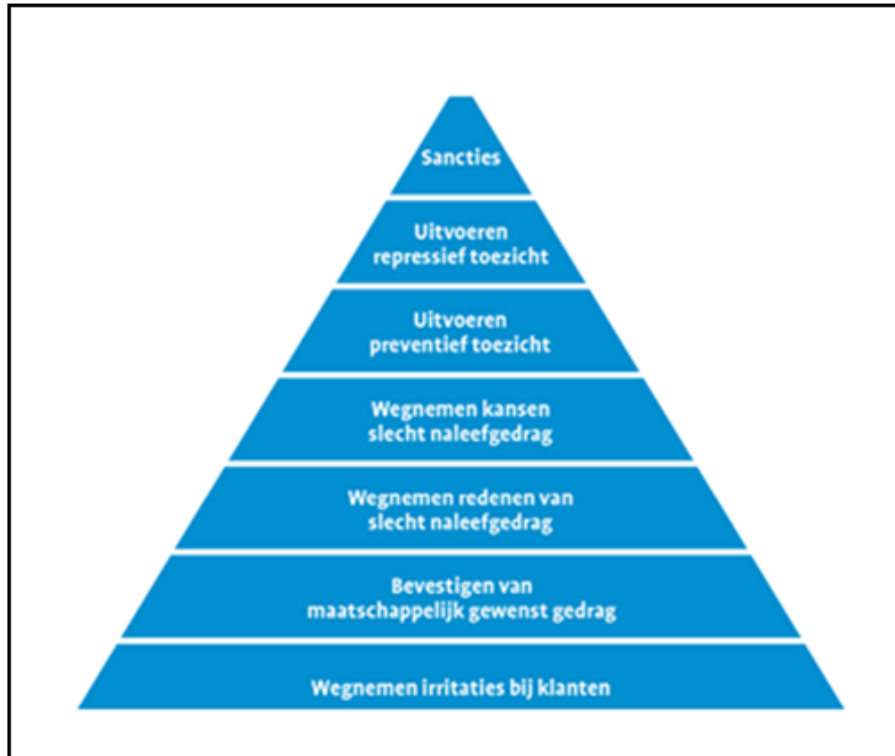 Sancties
Uitvoeren
repressief toezicht
Uitvoeren
preventief toezicht
Wegnemen kansen
slecht naleefgedrag
Wegnemen redenen van
slecht naleefgedrag
Bevestigen van
maatschappelijk gewenst gedrag
Wegnemen irritaties bij klanten